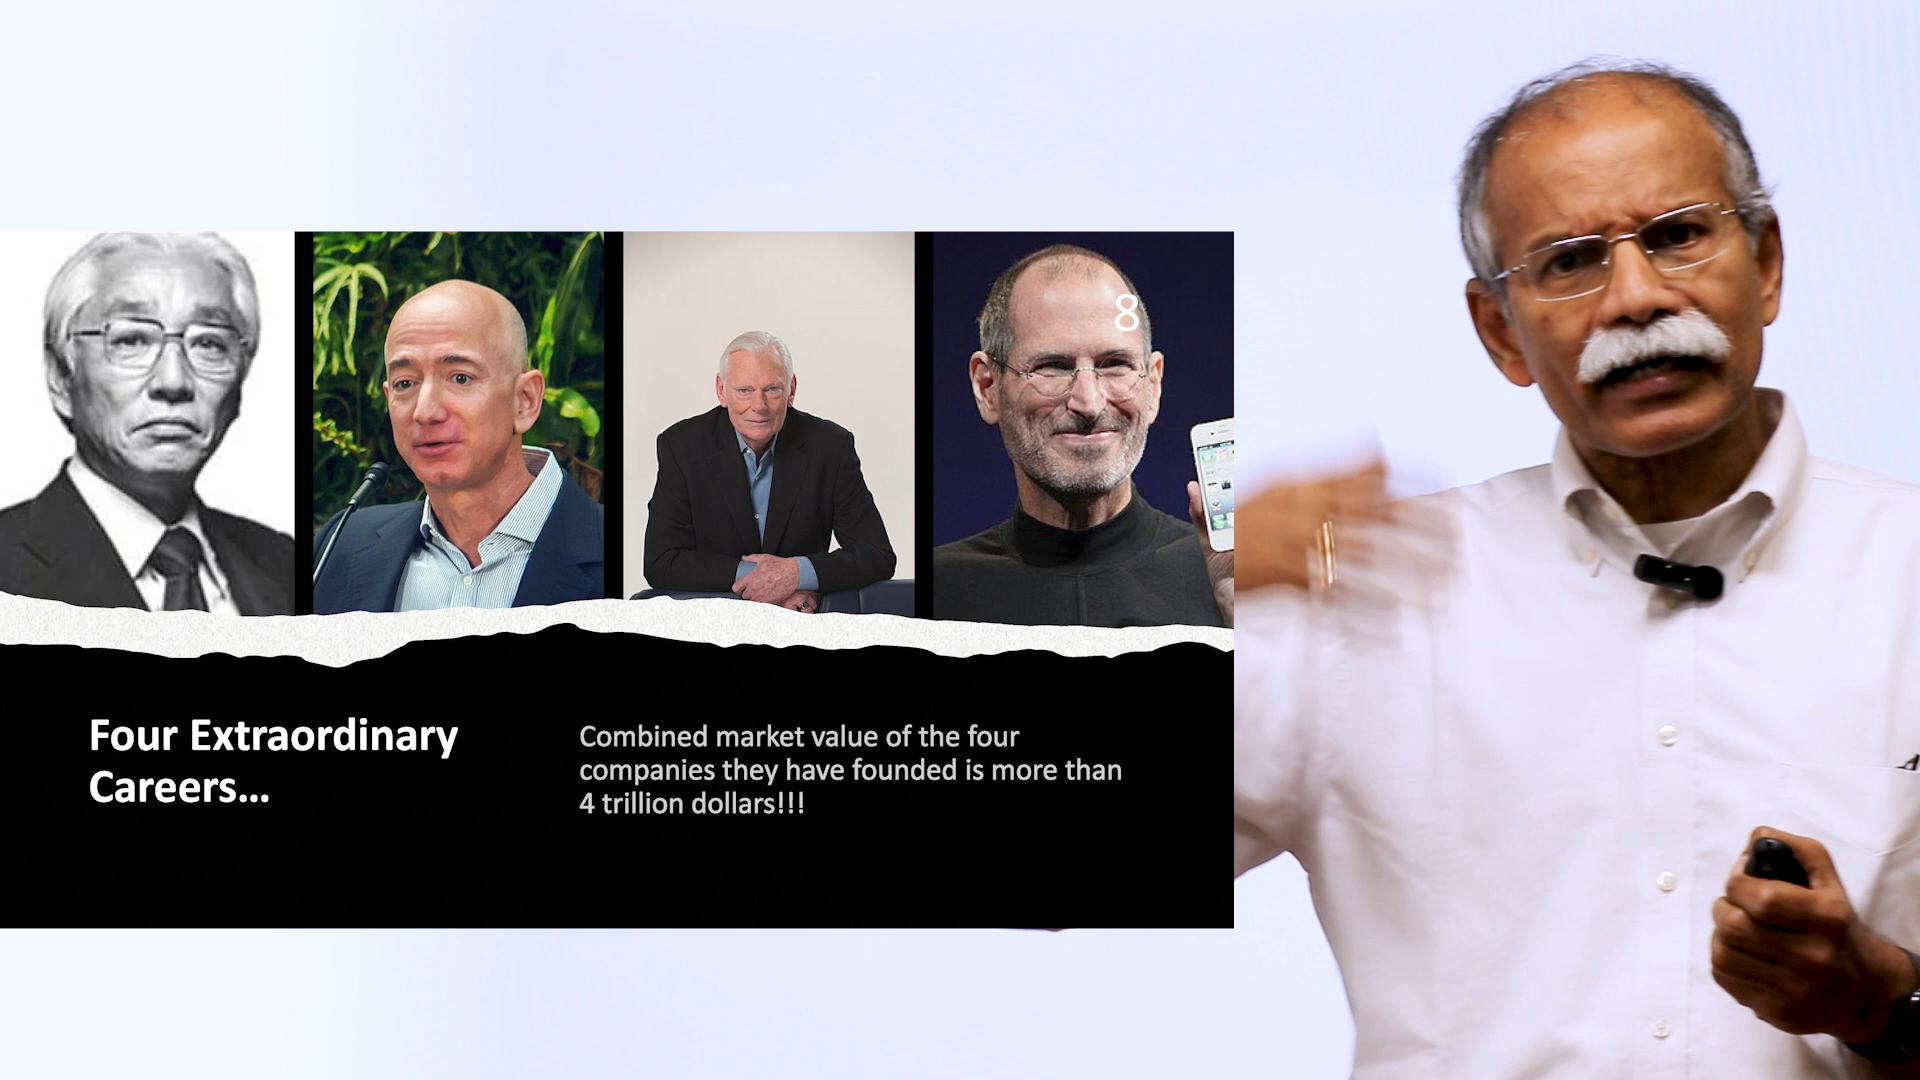 8
Four Extraordinary
Careers...
Combined market value of the four
companies they have founded is more than
4 trillion dollars!!!